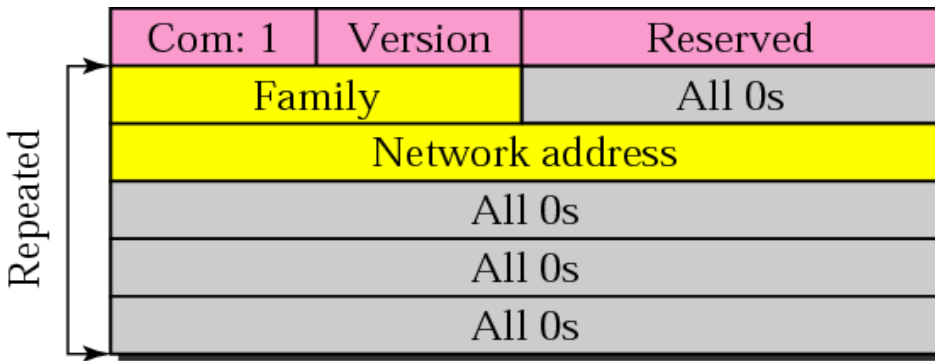 Com: 1 Version Reserved
Family All 0s
Network address
All 0s
All 0s
All 0s
Repeated